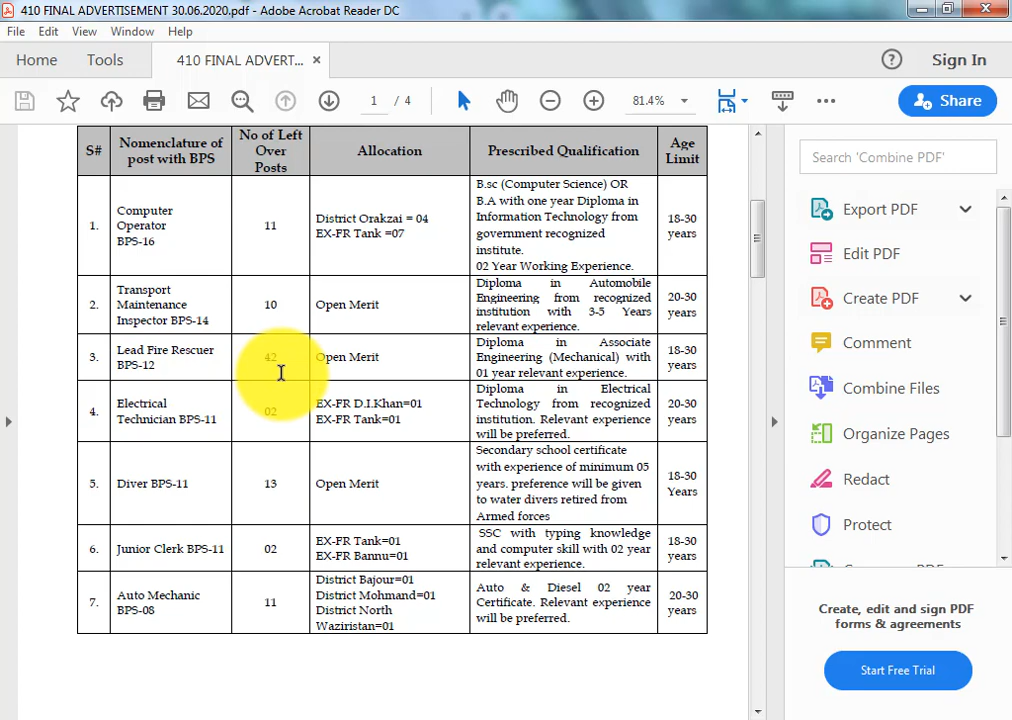 410 FINAL ADVERTISEMENT 30.06.2020.pdf - Adobe Acrobat Reader DC
File Edit View Window Help
Home Tools 410 FINAL ADVERT... × Sign In
1 / 4 81.4% Share
S# Nomenclature of post with BPS No of Left Over Posts Allocation Prescribed Qualification Age Limit
1. Computer Operator BPS-16 11 District Orakzai = 04 EX-FR Tank =07 B.sc (Computer Science) OR B.A with one year Diploma in Information Technology from government recognized institute. 02 Year Working Experience. 18-30 years
2. Transport Maintenance Inspector BPS-14 10 Open Merit Diploma in Automobile Engineering from recognized institution with 3-5 Years relevant experience. 20-30 years
3. Lead Fire Rescuer BPS-12 42 Open Merit Diploma in Associate Engineering (Mechanical) with 01 year relevant experience. 18-30 years
4. Electrical Technician BPS-11 02 EX-FR D.I.Khan=01 EX-FR Tank=01 Diploma in Electrical Technology from recognized institution. Relevant experience will be preferred. 20-30 years
5. Diver BPS-11 13 Open Merit Secondary school certificate with experience of minimum 05 years. preference will be given to water divers retired from Armed forces 18-30 Years
6. Junior Clerk BPS-11 02 EX-FR Tank=01 EX-FR Bannu=01 SSC with typing knowledge and computer skill with 02 year relevant experience. 18-30 years
7. Auto Mechanic BPS-08 11 District Bajour=01 District Mohmand=01 District North Waziristan=01 Auto & Diesel 02 year Certificate. Relevant experience will be preferred. 20-30 years
Search 'Combine PDF'
Export PDF
Edit PDF
Create PDF
Comment
Combine Files
Organize Pages
Redact
Protect
Create, edit and sign PDF
forms & agreements
Start Free Trial